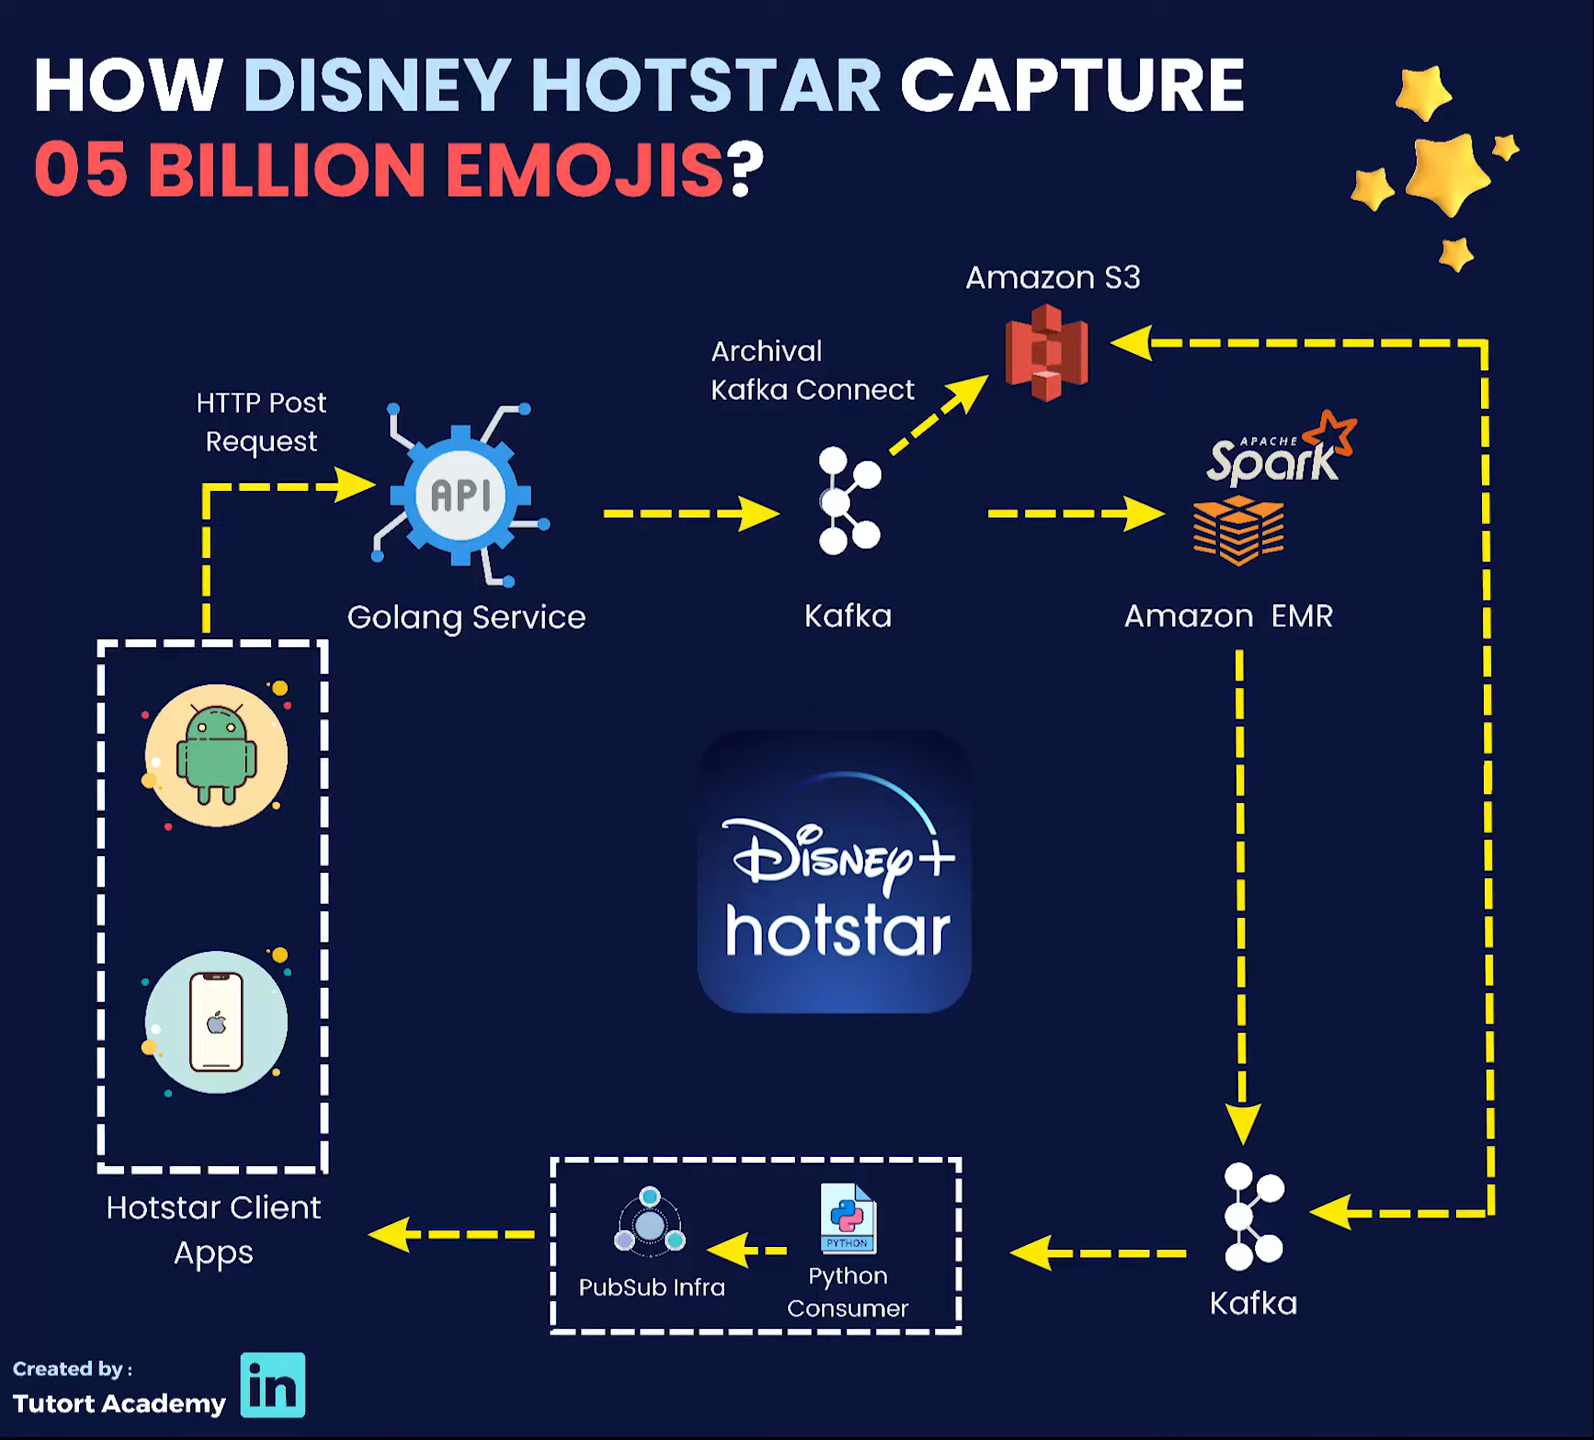 HOW DISNEY HOTSTAR CAPTURE
05 BILLION EMOJIS?
Amazon S3
Archival
Kafka Connect
HTTP Post
Request
API
APACHE
Spark
Golang Service
Kafka
Amazon EMR
Disney+
hotstar
Hotstar Client
Apps
PubSub Infra
PYTHON
Python
Consumer
Kafka
Created by :
Tutort Academy
in